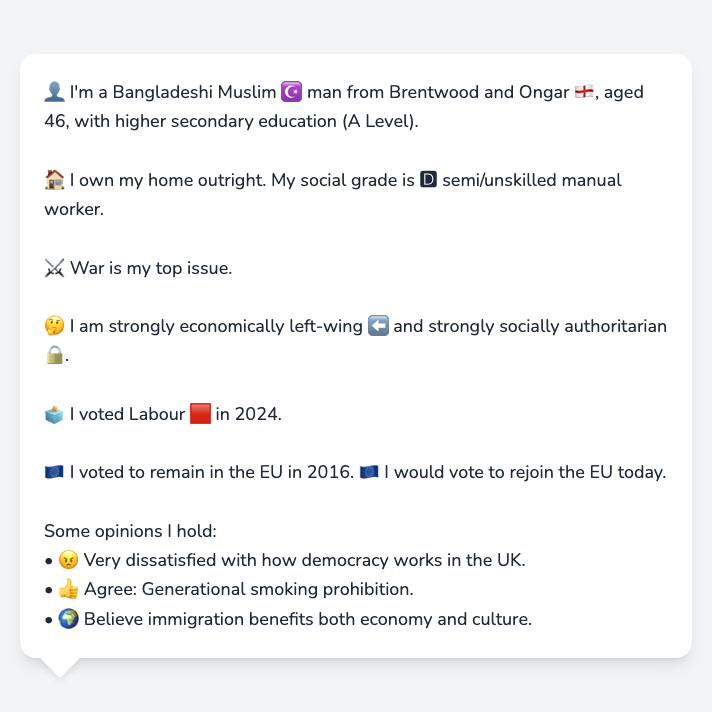 👤 I'm a Bangladeshi Muslim ☪️ man from Brentwood and Ongar 🏴󠁧󠁢󠁥󠁮󠁧󠁿, aged
46, with higher secondary education (A Level).
🏠 I own my home outright. My social grade is 🅳 semi/unskilled manual
worker.
⚔️ War is my top issue.
🤔 I am strongly economically left-wing ⬅️ and strongly socially authoritarian
🔒.
🗳️ I voted Labour 🟥 in 2024.
🇪🇺 I voted to remain in the EU in 2016. 🇪🇺 I would vote to rejoin the EU today.
Some opinions I hold:
• 😠 Very dissatisfied with how democracy works in the UK.
• 👍 Agree: Generational smoking prohibition.
• 🌍 Believe immigration benefits both economy and culture.